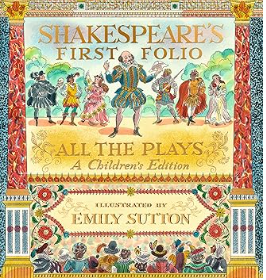 SHAKESPEARE'S
FIRST FOLIO
ALL THE PLAYS
A Children's Edition
ILLUSTRATED BY
EMILY SUTTON